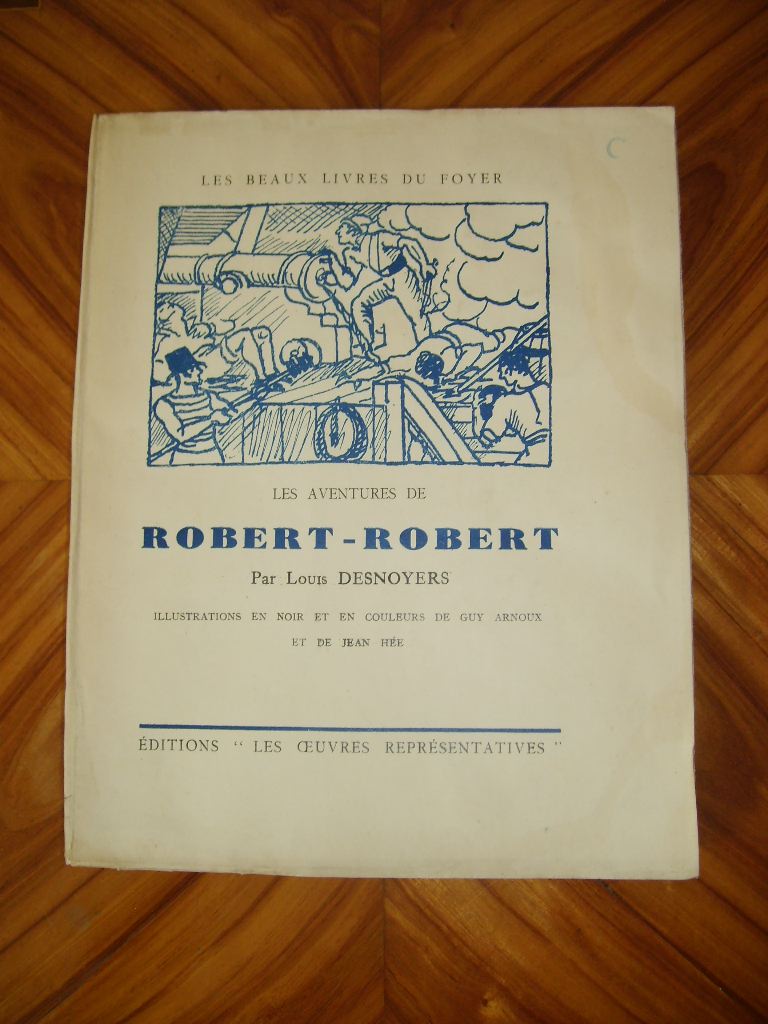 C
LES BEAUX LIVRES DU FOYER
LES AVENTURES DE
ROBERT-ROBERT
Par Louis DESNOYERS
ILLUSTRATIONS EN NOIR ET EN COULEURS DE GUY ARNOUX
ET DE JEAN HÉE
ÉDITIONS " LES ŒUVRES REPRÉSENTATIVES "